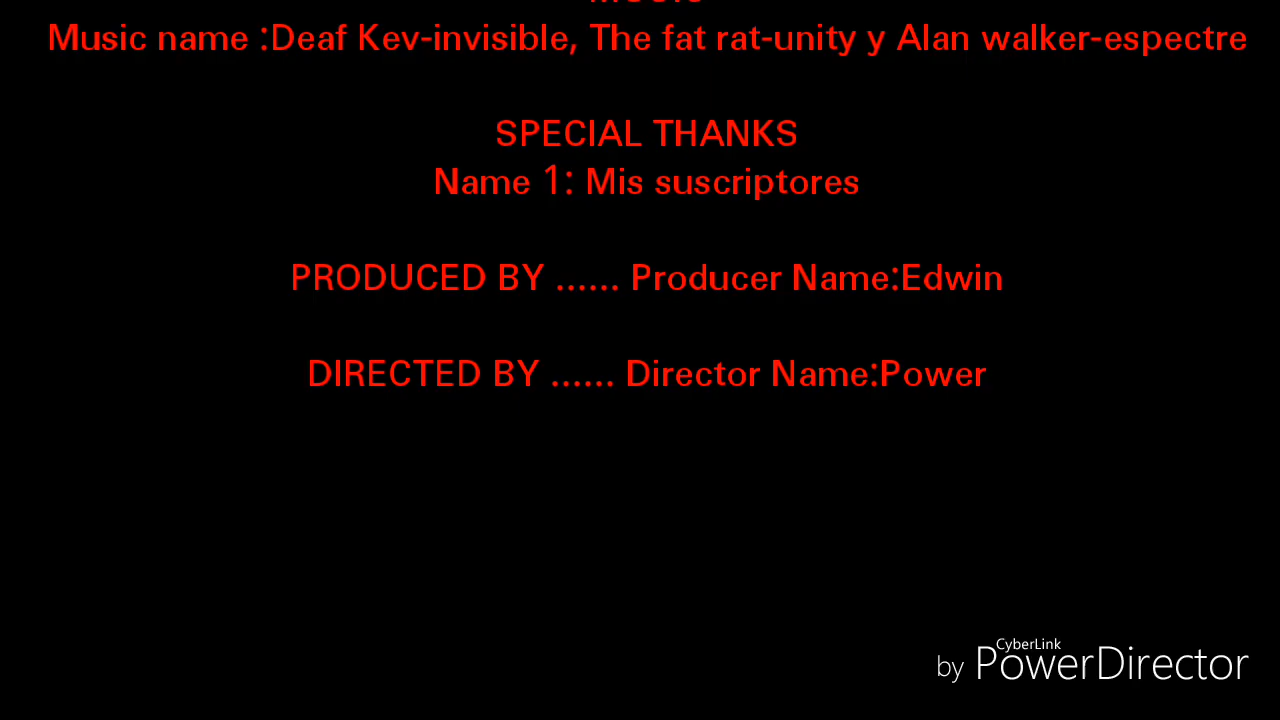 Music name :Deaf Kev-invisible, The fat rat-unity y Alan walker-espectre
SPECIAL THANKS
Name 1: Mis suscriptores
PRODUCED BY ...... Producer Name:Edwin
DIRECTED BY ...... Director Name:Power
by CyberLink PowerDirector